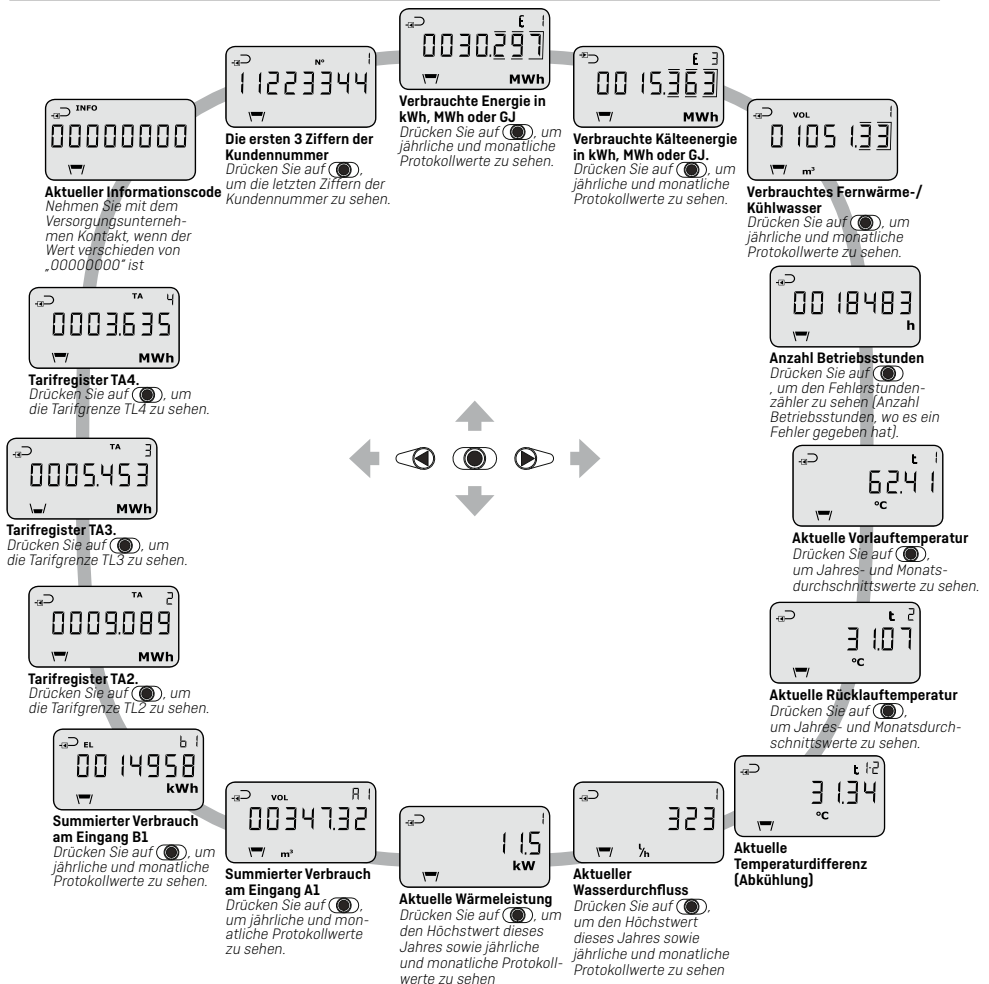 E 1
0030.297
MWh
Verbrauchte Energie in
kWh, MWh oder GJ
Drücken Sie auf , um
jährliche und monatliche
Protokollwerte zu sehen.
E 3
0015.363
MWh
Verbrauchte Kälteenergie
in kWh, MWh oder GJ.
Drücken Sie auf , um
jährliche und monatliche
Protokollwerte zu sehen.
VOL 1
01051.33
m³
Verbrauchtes Fernwärme-/
Kühlwasser
Drücken Sie auf , um
jährliche und monatliche
Protokollwerte zu sehen.
0018483
h
Anzahl Betriebsstunden
Drücken Sie auf
, um den Fehlerstunden-
zähler zu sehen (Anzahl
Betriebsstunden, wo es ein
Fehler gegeben hat).
t 1
62.41
°C
Aktuelle Vorlauftemperatur
Drücken Sie auf ,
um Jahres- und Monats-
durchschnittswerte zu sehen.
t 2
31.07
°C
Aktuelle Rücklauftemperatur
Drücken Sie auf ,
um Jahres- und Monatsdurch-
schnittswerte zu sehen.
t 1-2
31.34
°C
Aktuelle
Temperaturdifferenz
(Abkühlung)
1
323
l/h
Aktueller
Wasserdurchfluss
Drücken Sie auf ,
um den Höchstwert
dieses Jahres sowie
jährliche und monatliche
Protokollwerte zu sehen
1
11.5
kW
Aktuelle Wärmeleistung
Drücken Sie auf , um
den Höchstwert dieses
Jahres sowie jährliche
und monatliche Protokoll-
werte zu sehen
VOL A1
00347.32
m³
Summierter Verbrauch
am Eingang A1
Drücken Sie auf ,
um jährliche und mon-
atliche Protokollwerte
zu sehen.
EL b1
0014958
kWh
Summierter Verbrauch
am Eingang B1
Drücken Sie auf , um
jährliche und monatliche
Protokollwerte zu sehen.
TA 2
0009.089
MWh
Tarifregister TA2.
Drücken Sie auf , um
die Tarifgrenze TL2 zu sehen.
TA 3
0005.453
MWh
Tarifregister TA3.
Drücken Sie auf , um
die Tarifgrenze TL3 zu sehen.
TA 4
0003.635
MWh
Tarifregister TA4.
Drücken Sie auf , um
die Tarifgrenze TL4 zu sehen.
INFO
00000000
Aktueller Informationscode
Nehmen Sie mit dem
Versorgungsunterneh-
men Kontakt, wenn der
Wert verschieden von
„00000000" ist
N° 1
11223344
Die ersten 3 Ziffern der
Kundennummer
Drücken Sie auf ,
um die letzten Ziffern der
Kundennummer zu sehen.